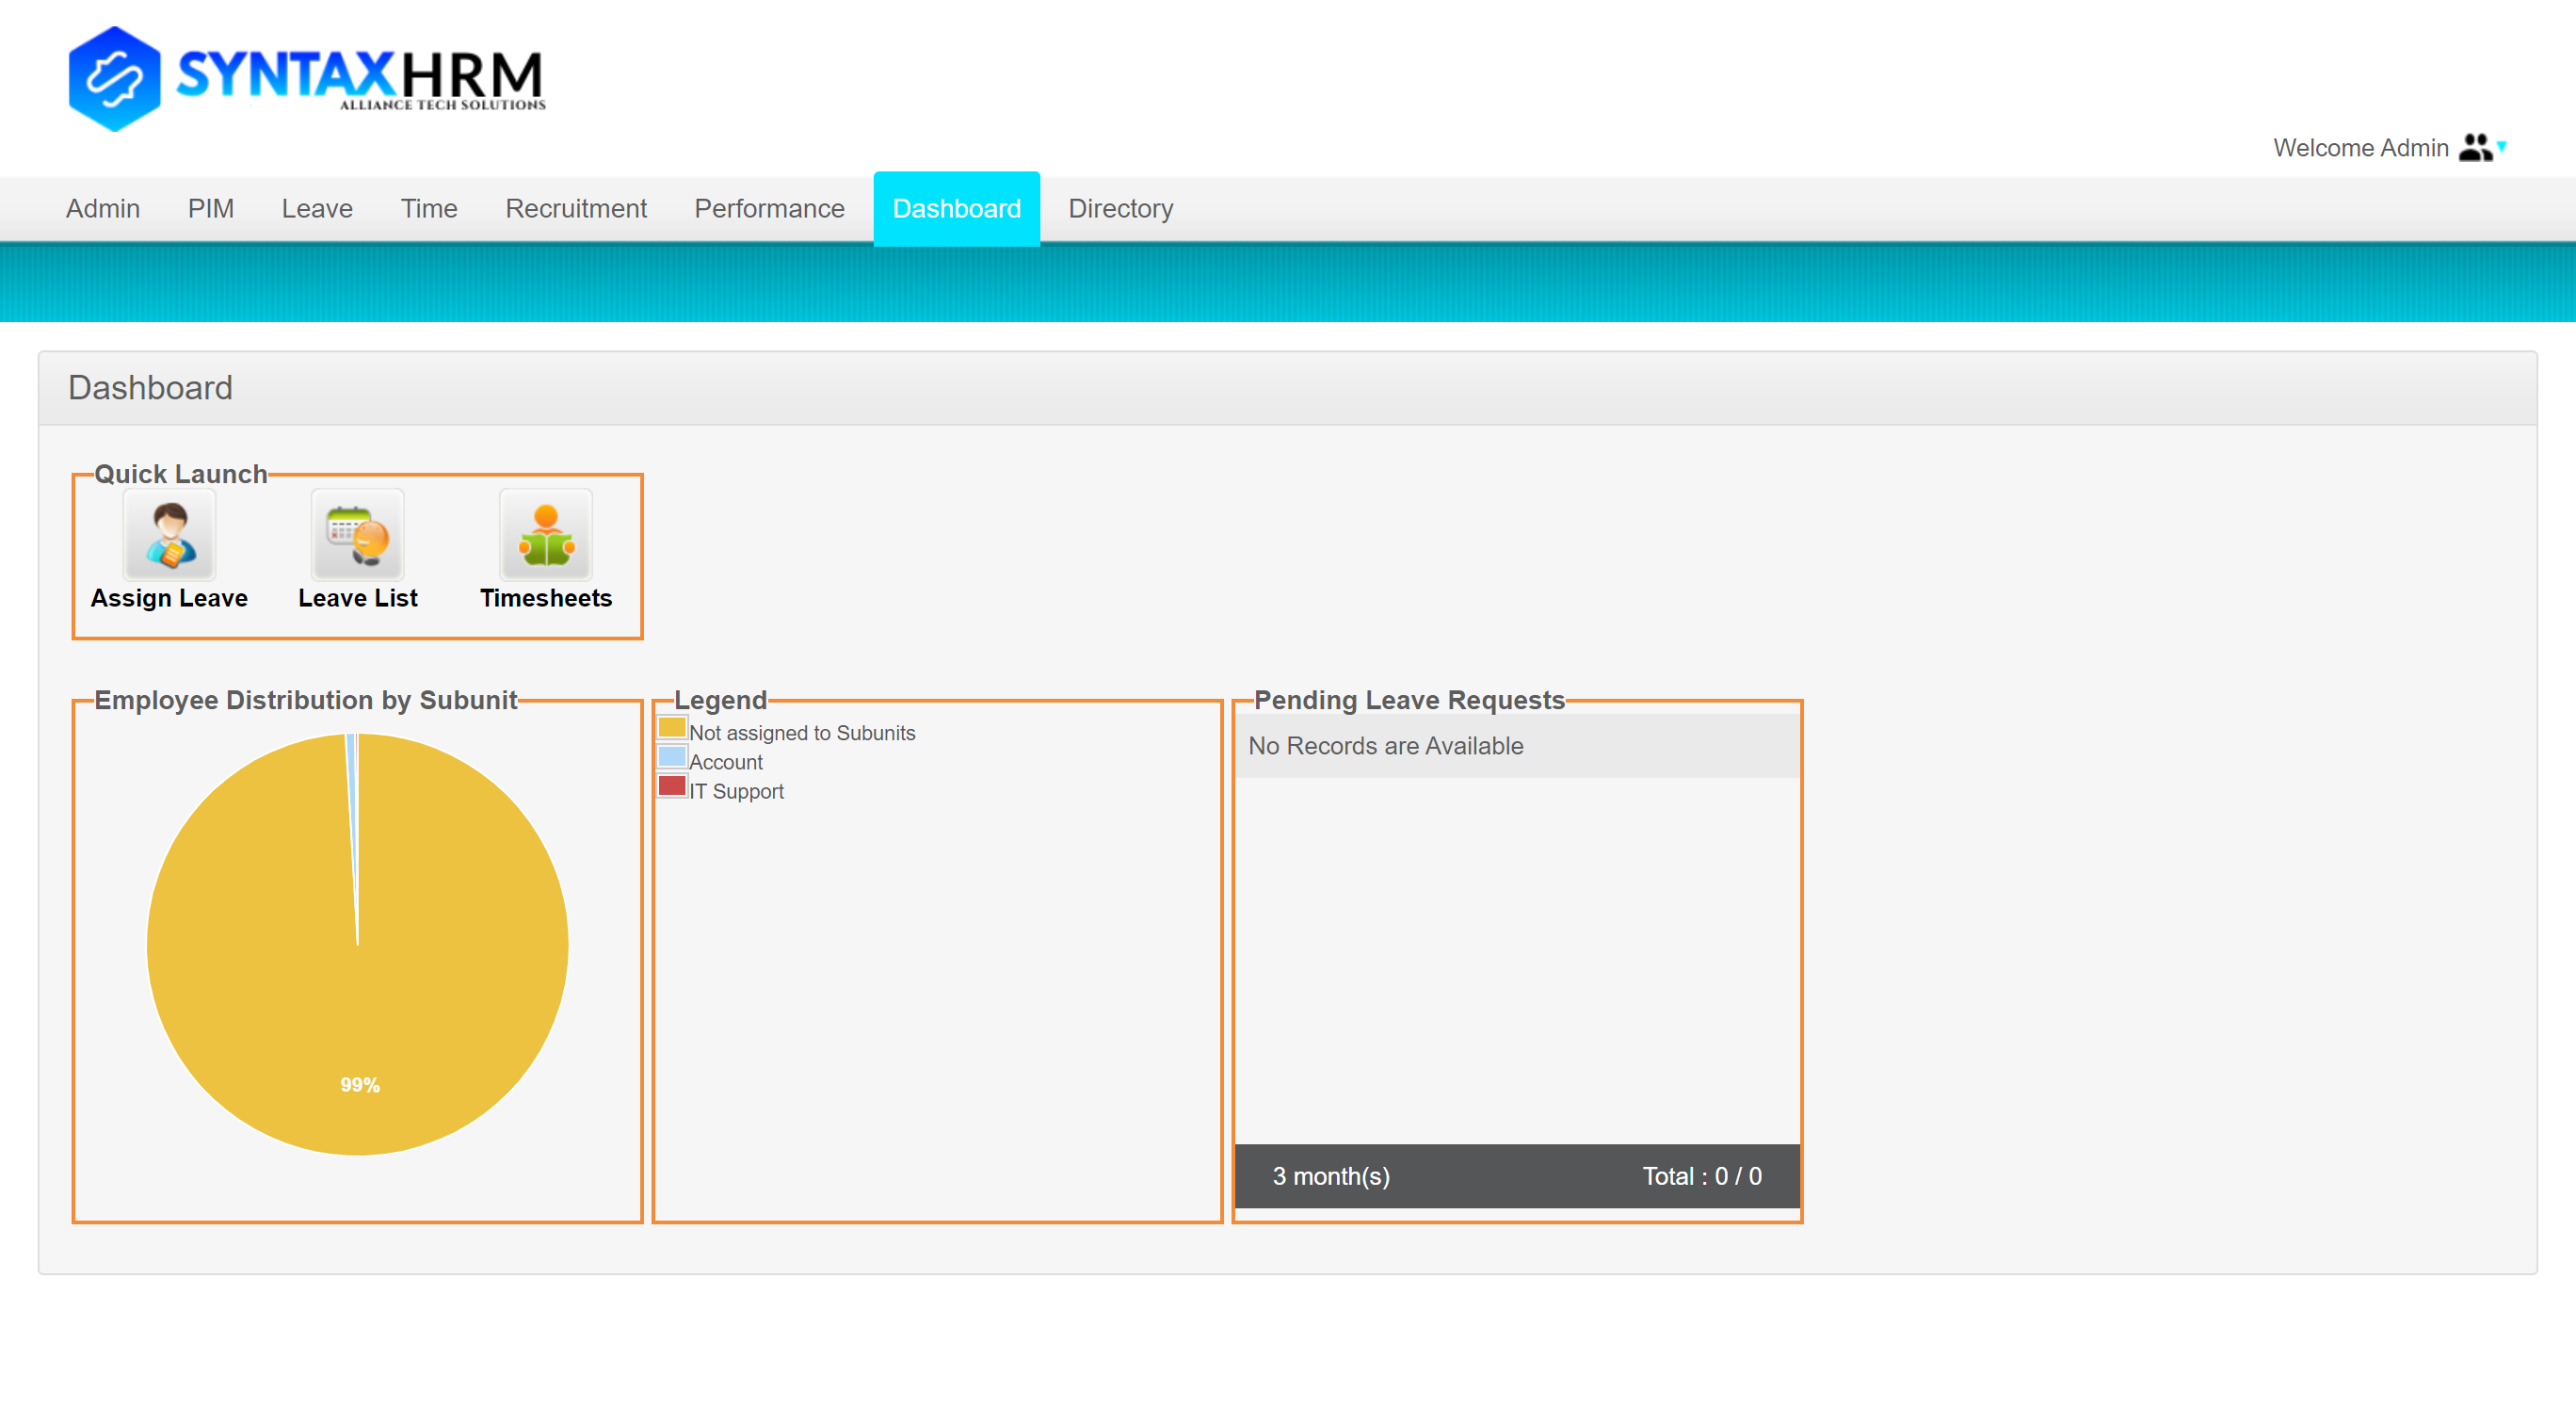 SYNTAXHRM
ALLIANCE TECH SOLUTIONS
Welcome Admin
Admin PIM Leave Time Recruitment Performance Dashboard Directory
Dashboard
Quick Launch
Assign Leave Leave List Timesheets
Employee Distribution by Subunit
99%
Legend
Not assigned to Subunits
Account
IT Support
Pending Leave Requests
No Records are Available
3 month(s) Total : 0 / 0